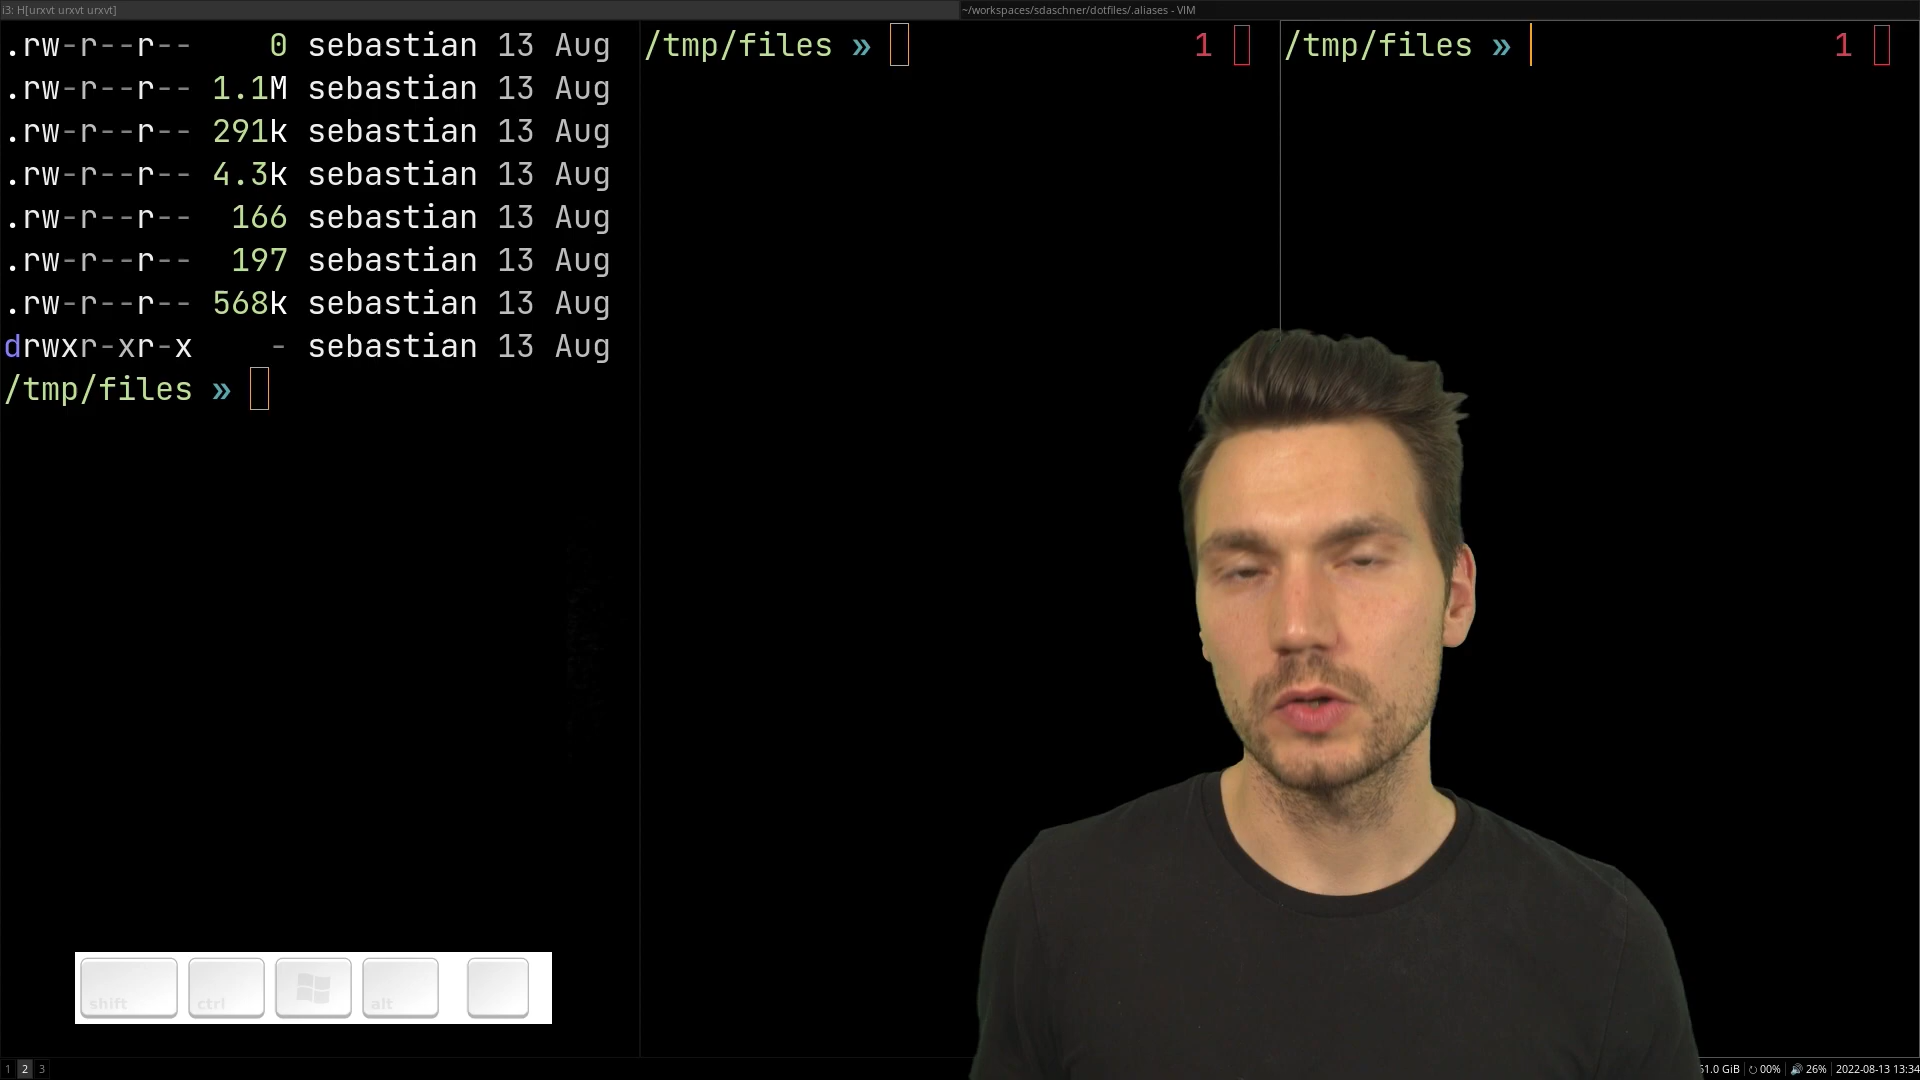 i3: H[urxvt urxvt urxvt]
~/workspaces/sdaschner/dotfiles/.aliases - VIM
.rw-r--r-- 0 sebastian 13 Aug
.rw-r--r-- 1.1M sebastian 13 Aug
.rw-r--r-- 291k sebastian 13 Aug
.rw-r--r-- 4.3k sebastian 13 Aug
.rw-r--r-- 166 sebastian 13 Aug
.rw-r--r-- 197 sebastian 13 Aug
.rw-r--r-- 568k sebastian 13 Aug
drwxr-xr-x - sebastian 13 Aug
/tmp/files »
/tmp/files » 1
/tmp/files » 1
shift ctrl alt
1 2 3
GiB 00% 26% 2022-08-13 13:34